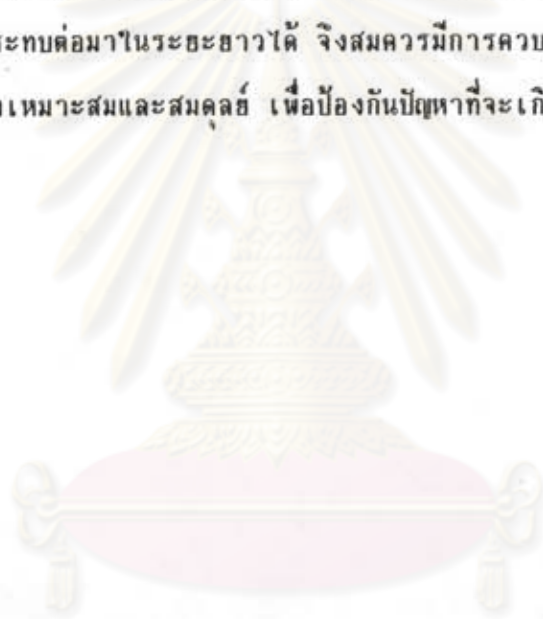 ระทบต่อมาในระยะยาวได้ จึงสมควรมีการควบ
เหมาะสมและสมดุลย์ เพื่อป้องกันปัญหาที่จะเกิ